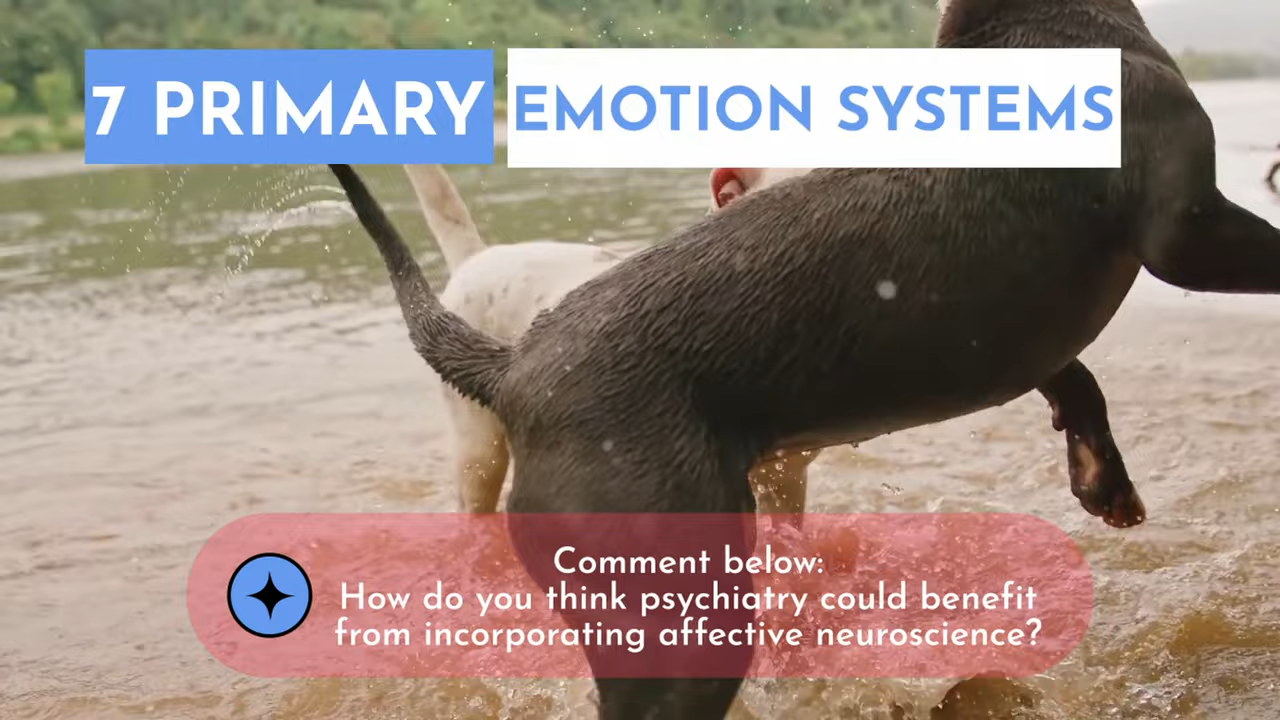 7 PRIMARY EMOTION SYSTEMS
Comment below:
How do you think psychiatry could benefit
from incorporating affective neuroscience?